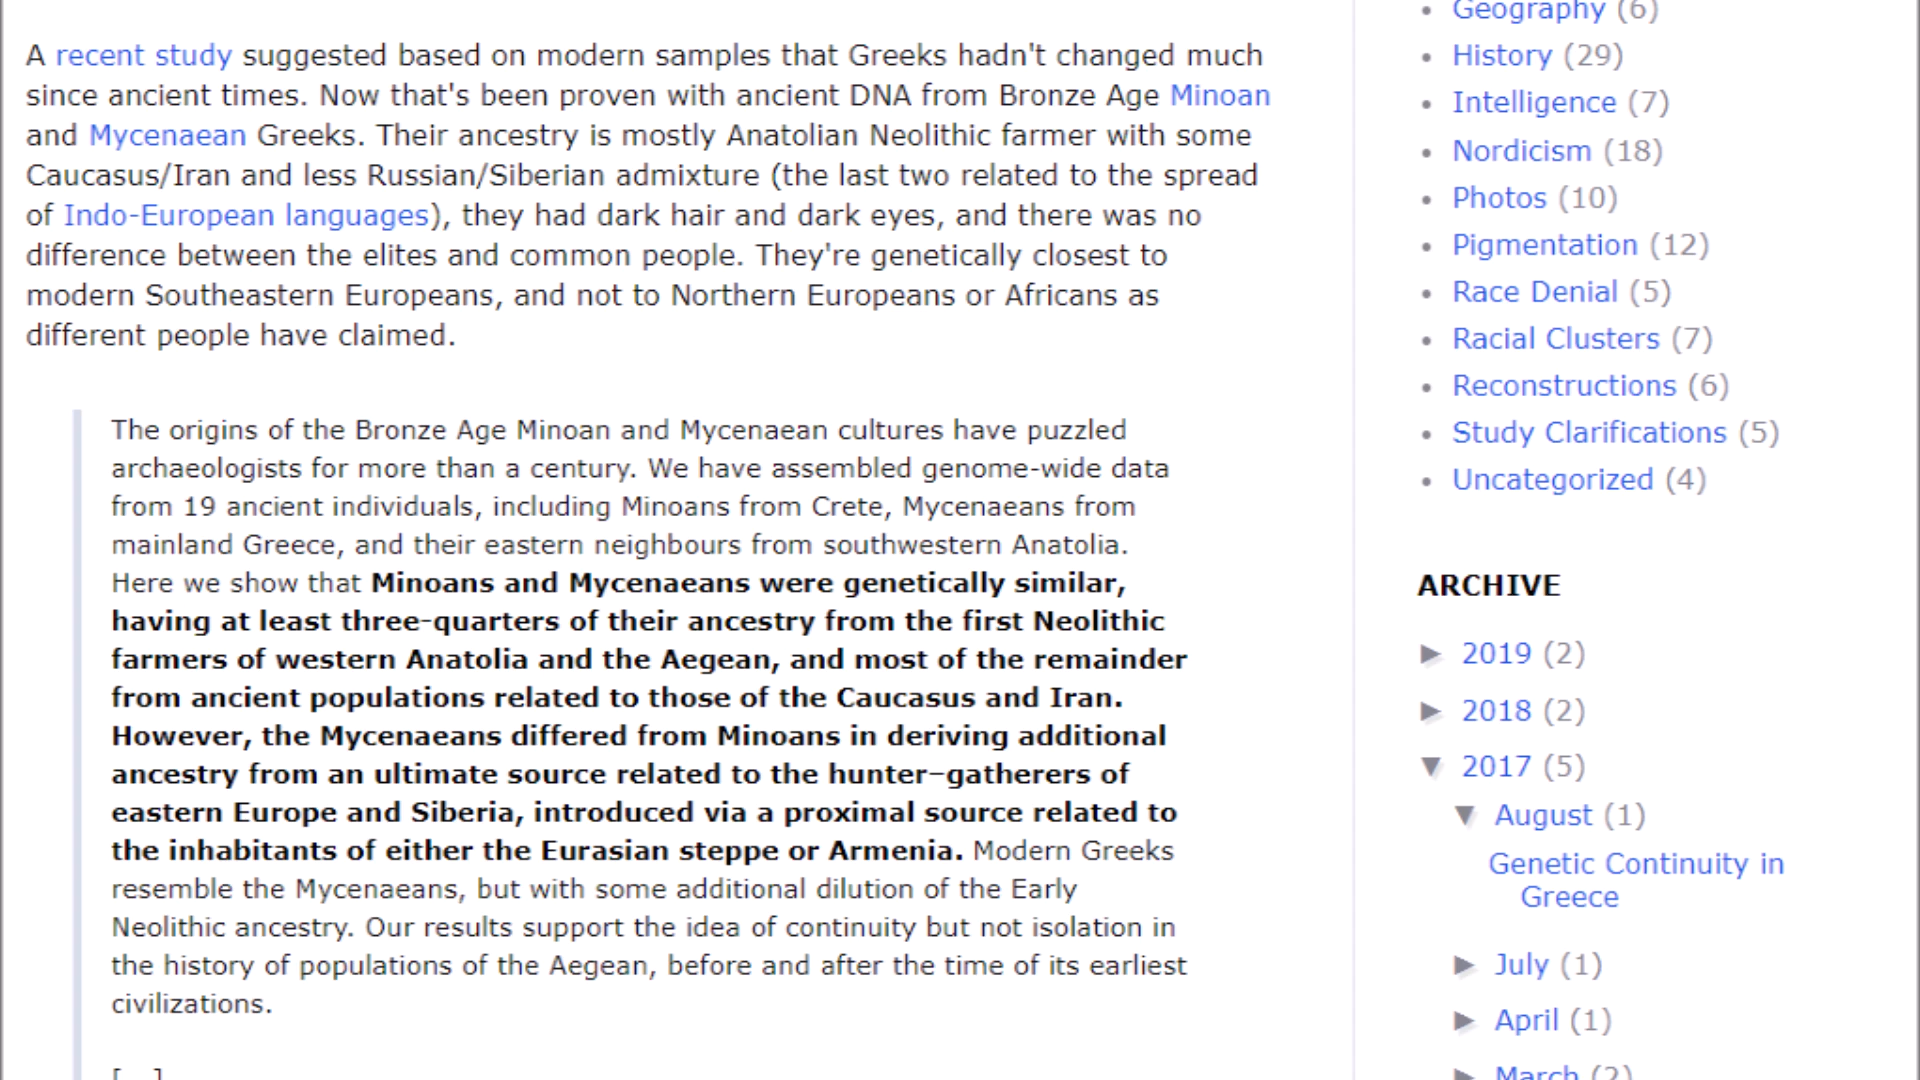 A recent study suggested based on modern samples that Greeks hadn't changed much
since ancient times. Now that's been proven with ancient DNA from Bronze Age Minoan
and Mycenaean Greeks. Their ancestry is mostly Anatolian Neolithic farmer with some
Caucasus/Iran and less Russian/Siberian admixture (the last two related to the spread
of Indo-European languages), they had dark hair and dark eyes, and there was no
difference between the elites and common people. They're genetically closest to
modern Southeastern Europeans, and not to Northern Europeans or Africans as
different people have claimed.
The origins of the Bronze Age Minoan and Mycenaean cultures have puzzled
archaeologists for more than a century. We have assembled genome-wide data
from 19 ancient individuals, including Minoans from Crete, Mycenaeans from
mainland Greece, and their eastern neighbours from southwestern Anatolia.
Here we show that Minoans and Mycenaeans were genetically similar,
having at least three-quarters of their ancestry from the first Neolithic
farmers of western Anatolia and the Aegean, and most of the remainder
from ancient populations related to those of the Caucasus and Iran.
However, the Mycenaeans differed from Minoans in deriving additional
ancestry from an ultimate source related to the hunter–gatherers of
eastern Europe and Siberia, introduced via a proximal source related to
the inhabitants of either the Eurasian steppe or Armenia. Modern Greeks
resemble the Mycenaeans, but with some additional dilution of the Early
Neolithic ancestry. Our results support the idea of continuity but not isolation in
the history of populations of the Aegean, before and after the time of its earliest
civilizations.
[...]
Geography (6)
History (29)
Intelligence (7)
Nordicism (18)
Photos (10)
Pigmentation (12)
Race Denial (5)
Racial Clusters (7)
Reconstructions (6)
Study Clarifications (5)
Uncategorized (4)
ARCHIVE
► 2019 (2)
► 2018 (2)
▼ 2017 (5)
▼ August (1)
Genetic Continuity in
Greece
► July (1)
► April (1)
► March (2)